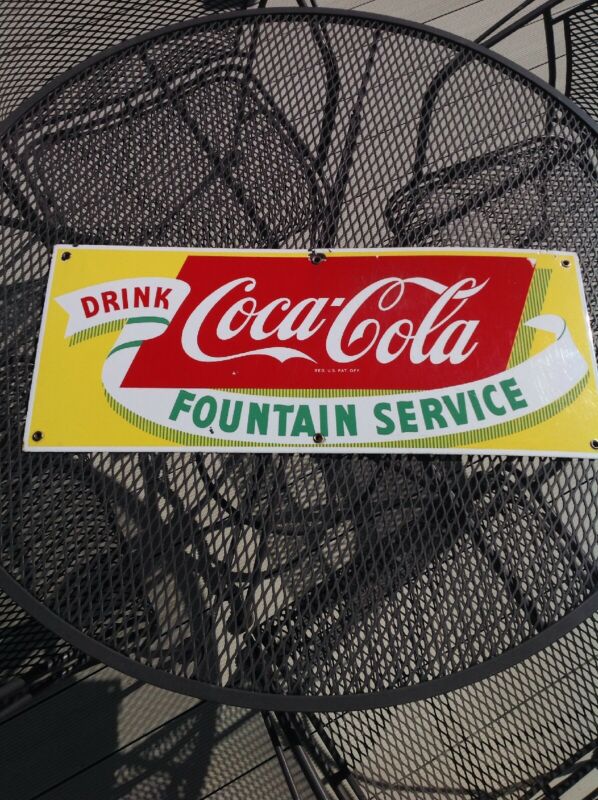 DRINK
Coca-Cola
REG. U.S. PAT. OFF.
FOUNTAIN SERVICE